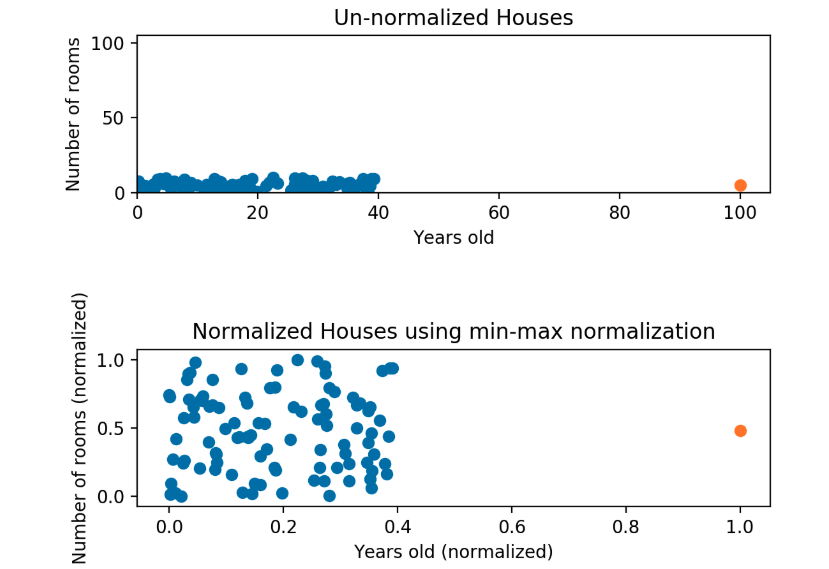 Un-normalized Houses
Number of rooms
100
50
0
0 20 40 60 80 100
Years old
Normalized Houses using min-max normalization
Number of rooms (normalized)
1.0
0.5
0.0
0.0 0.2 0.4 0.6 0.8 1.0
Years old (normalized)